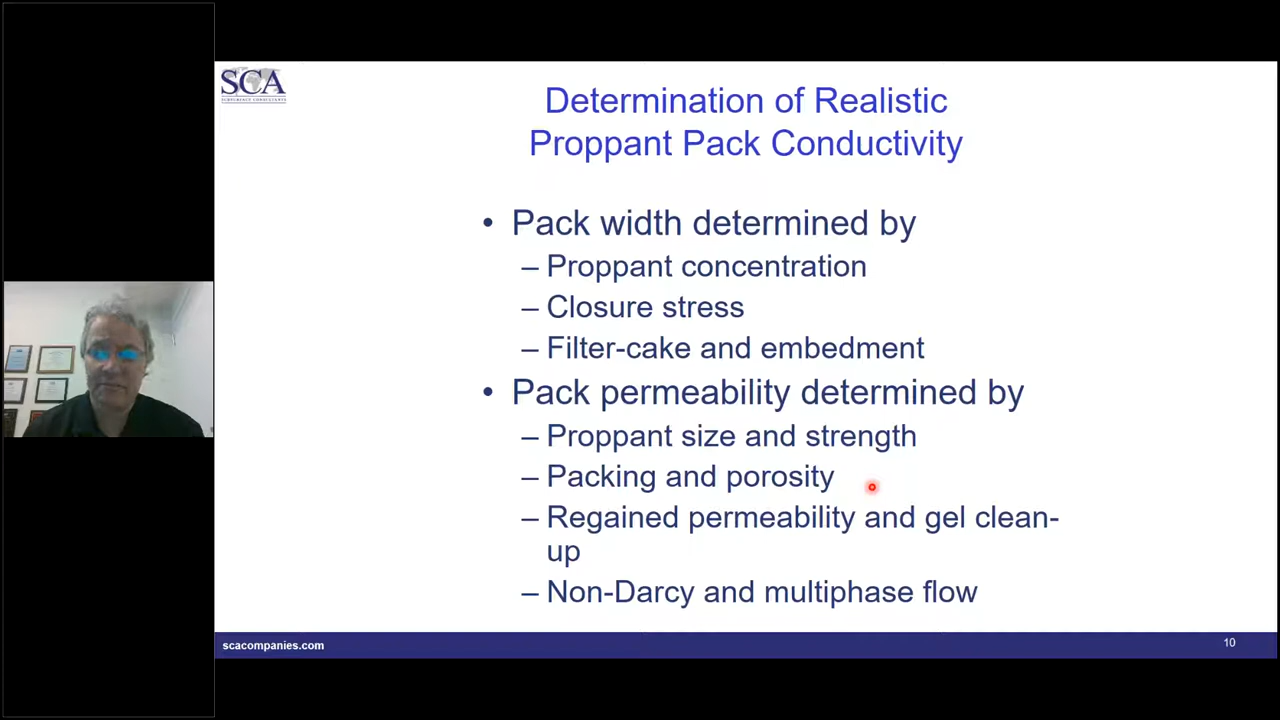 SCA
Determination of Realistic
Proppant Pack Conductivity
• Pack width determined by
– Proppant concentration
– Closure stress
– Filter-cake and embedment
• Pack permeability determined by
– Proppant size and strength
– Packing and porosity
– Regained permeability and gel clean-
up
– Non-Darcy and multiphase flow
scacompanies.com
10